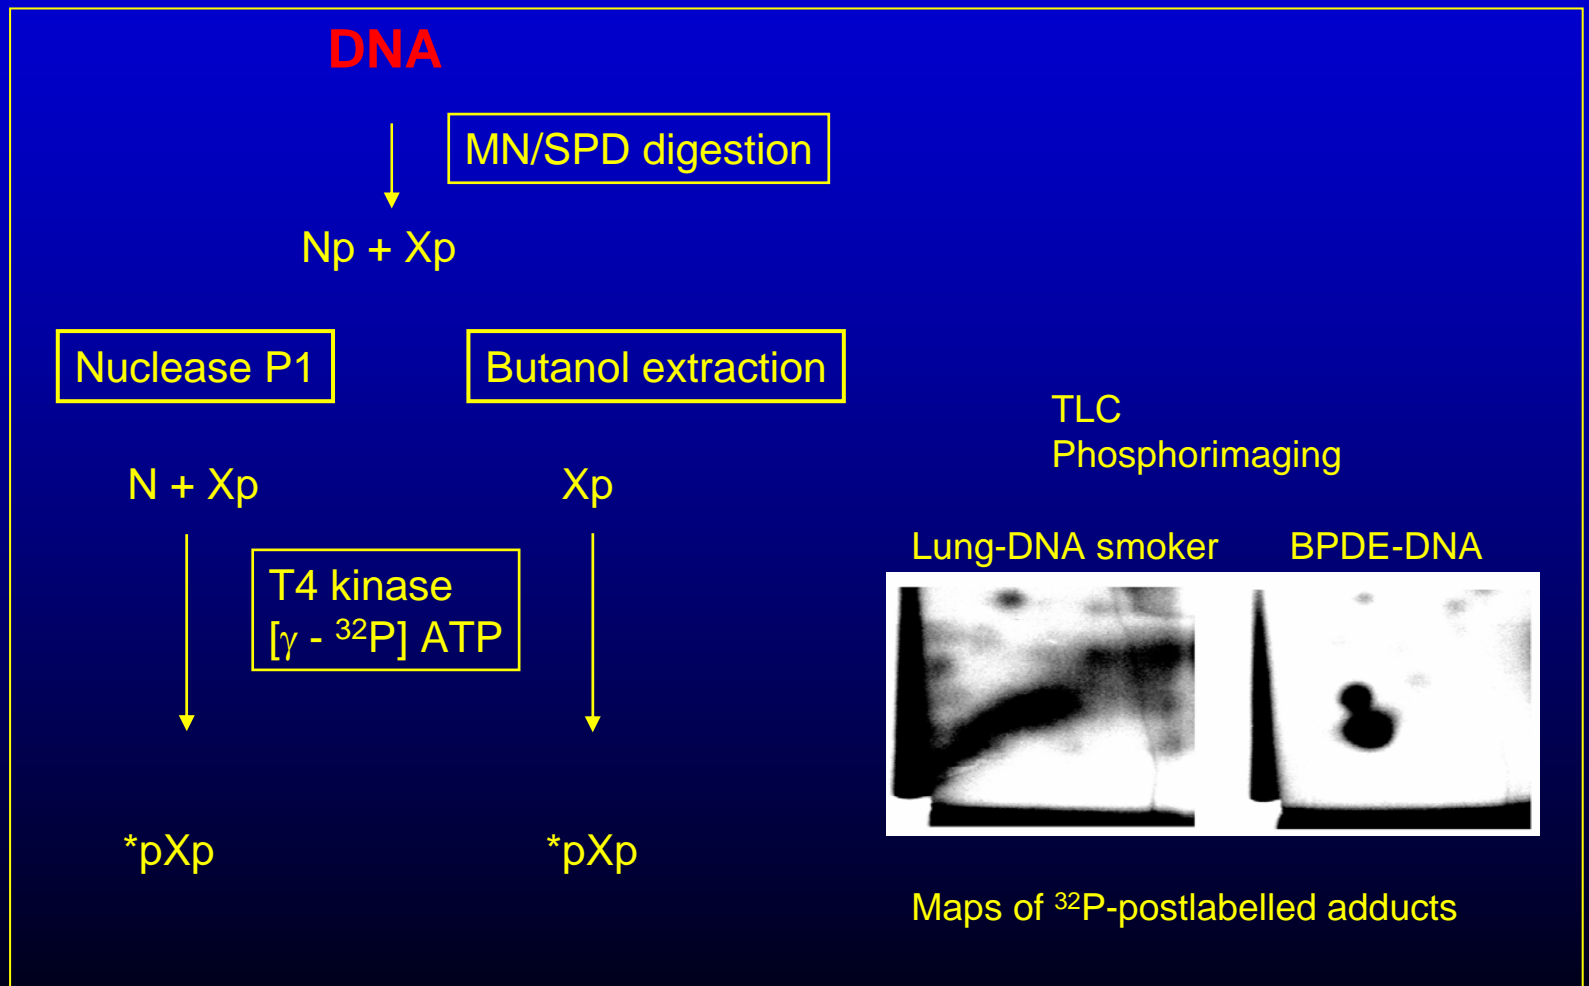 DNA
MN/SPD digestion
Np + Xp
Nuclease P1
Butanol extraction
N + Xp
Xp
T4 kinase
[γ - ³²P] ATP
*pXp
*pXp
TLC
Phosphorimaging
Lung-DNA smoker
BPDE-DNA
Maps of ³²P-postlabelled adducts